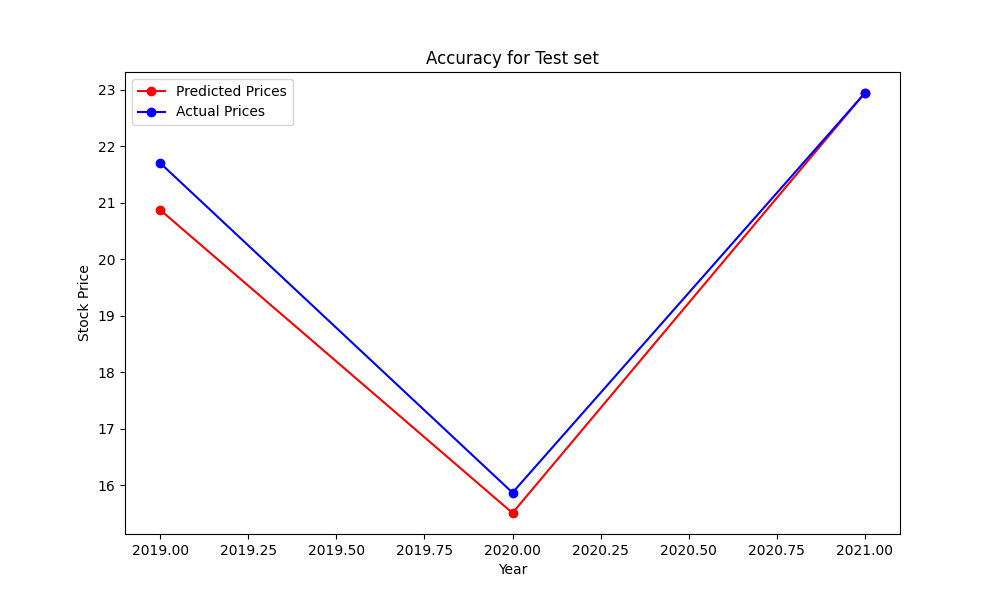 Accuracy for Test set
Predicted Prices
Actual Prices
23
22
21
20
19
18
17
16
Stock Price
2019.00 2019.25 2019.50 2019.75 2020.00 2020.25 2020.50 2020.75 2021.00
Year